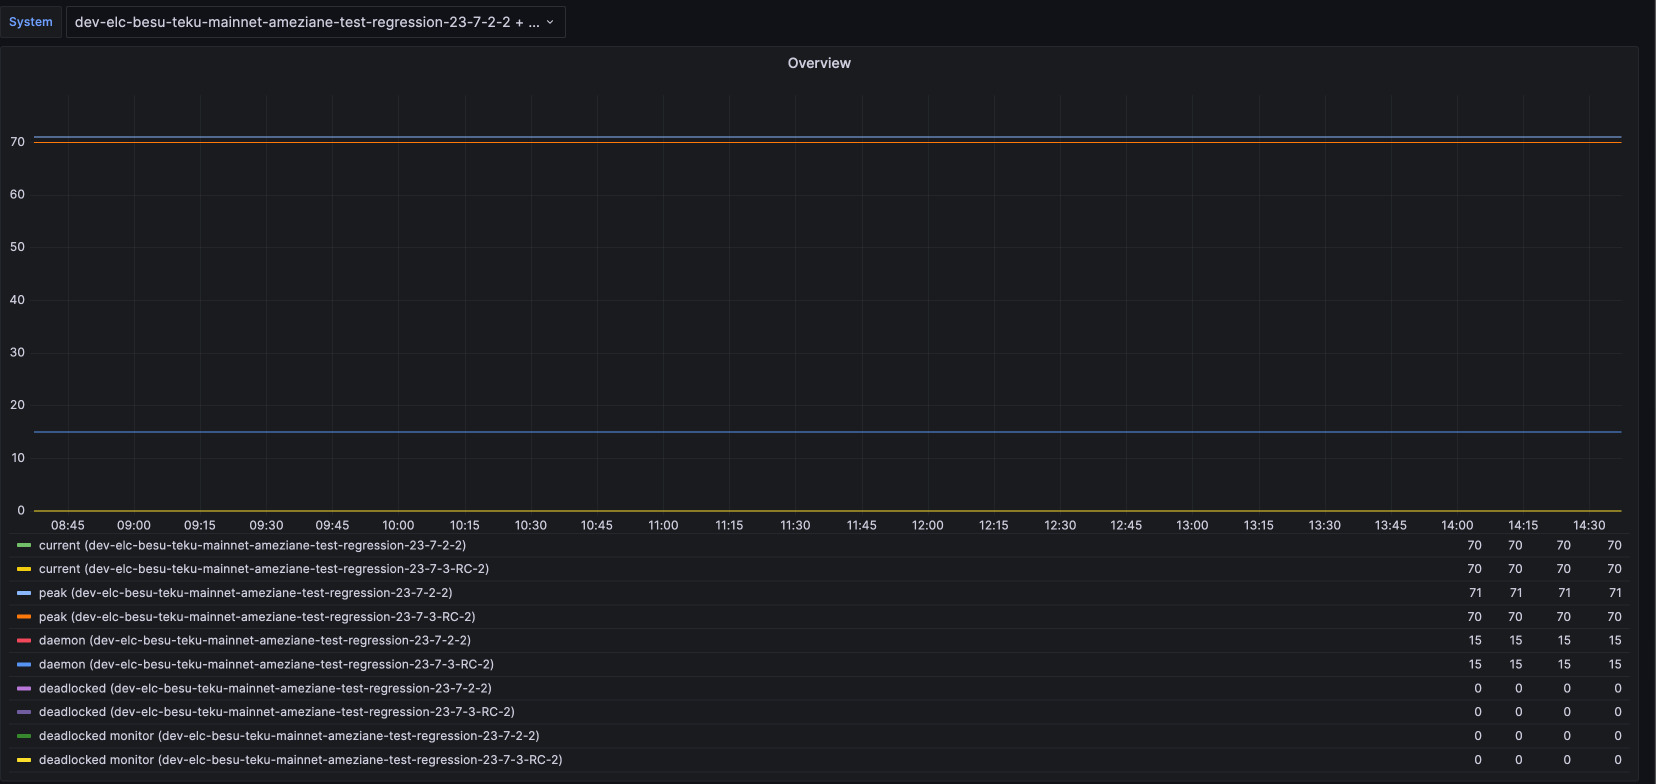 System dev-elc-besu-teku-mainnet-ameziane-test-regression-23-7-2-2 + ...
Overview
70
60
50
40
30
20
10
0
08:45 09:00 09:15 09:30 09:45 10:00 10:15 10:30 10:45 11:00 11:15 11:30 11:45 12:00 12:15 12:30 12:45 13:00 13:15 13:30 13:45 14:00 14:15 14:30
current (dev-elc-besu-teku-mainnet-ameziane-test-regression-23-7-2-2) 70 70 70 70
current (dev-elc-besu-teku-mainnet-ameziane-test-regression-23-7-3-RC-2) 70 70 70 70
peak (dev-elc-besu-teku-mainnet-ameziane-test-regression-23-7-2-2) 71 71 71 71
peak (dev-elc-besu-teku-mainnet-ameziane-test-regression-23-7-3-RC-2) 70 70 70 70
daemon (dev-elc-besu-teku-mainnet-ameziane-test-regression-23-7-2-2) 15 15 15 15
daemon (dev-elc-besu-teku-mainnet-ameziane-test-regression-23-7-3-RC-2) 15 15 15 15
deadlocked (dev-elc-besu-teku-mainnet-ameziane-test-regression-23-7-2-2) 0 0 0 0
deadlocked (dev-elc-besu-teku-mainnet-ameziane-test-regression-23-7-3-RC-2) 0 0 0 0
deadlocked monitor (dev-elc-besu-teku-mainnet-ameziane-test-regression-23-7-2-2) 0 0 0 0
deadlocked monitor (dev-elc-besu-teku-mainnet-ameziane-test-regression-23-7-3-RC-2) 0 0 0 0